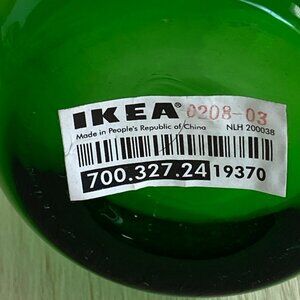 IKEA® 0208-03
Made in People's Republic of China NLH 200038
700.327.24 19370